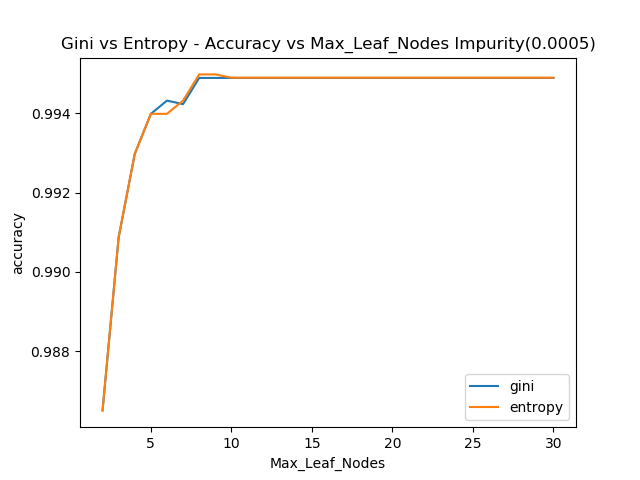 Gini vs Entropy - Accuracy vs Max_Leaf_Nodes Impurity(0.0005)
accuracy
0.994
0.992
0.990
0.988
5 10 15 20 25 30
Max_Leaf_Nodes
gini
entropy